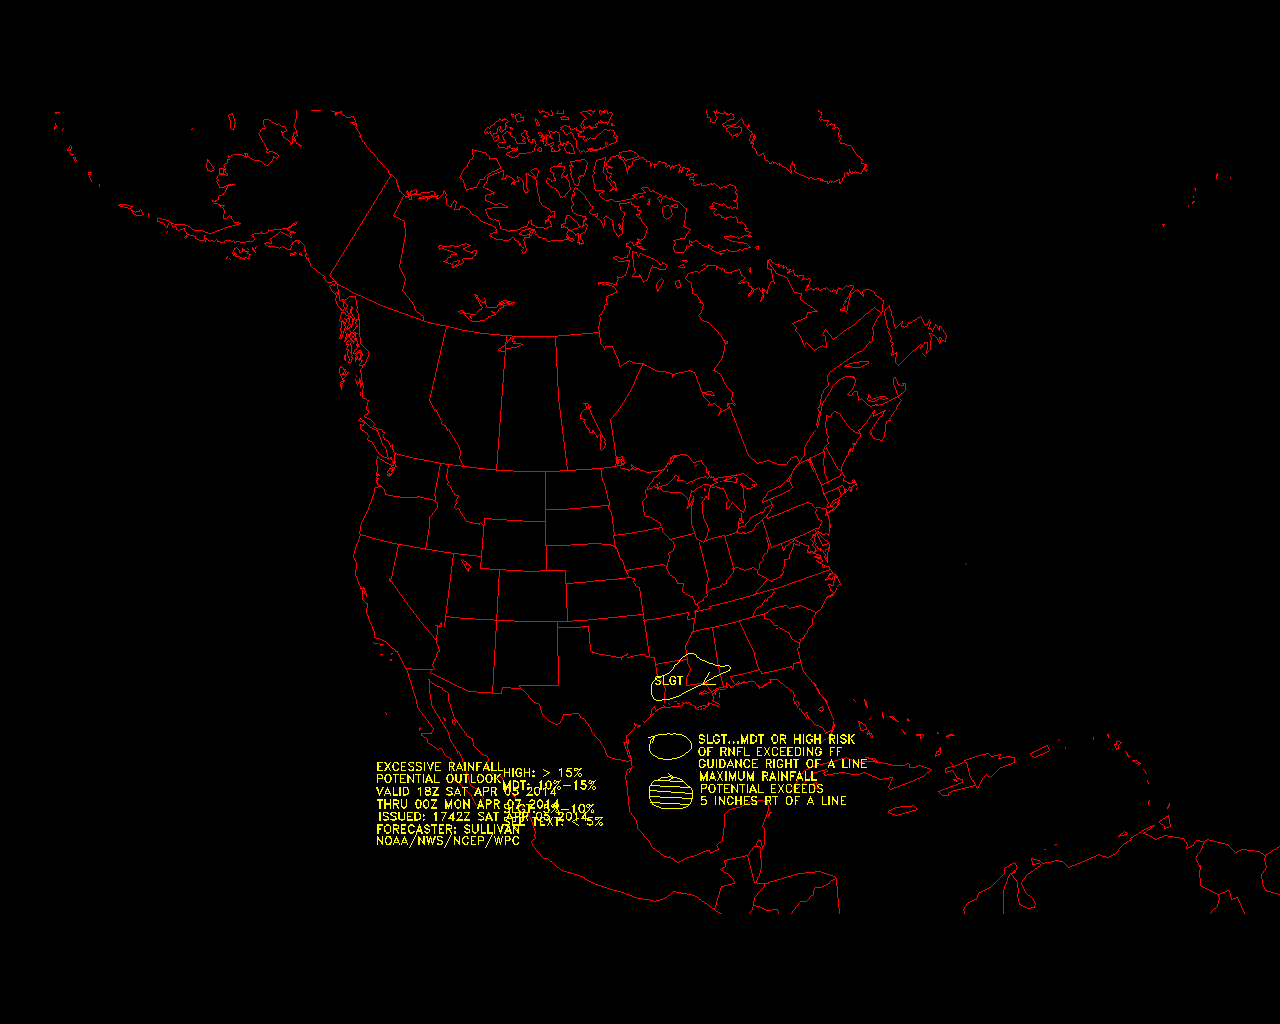 SLGT
SLGT...MDT OR HIGH RISK
OF RNFL EXCEEDING FF
GUIDANCE RIGHT OF A LINE
MAXIMUM RAINFALL
POTENTIAL EXCEEDS
5 INCHES RT OF A LINE
EXCESSIVE RAINFALL
POTENTIAL OUTLOOK
VALID 18Z SAT APR 05 2014
THRU 00Z MON APR 07 2014
ISSUED: 1742Z SAT APR 05 2014
FORECASTER: SULLIVAN
NOAA/NWS/NCEP/WPC
HIGH: > 15%
MDT: 10%-15%
SLGT: 5%-10%
SEE TEXT: < 5%